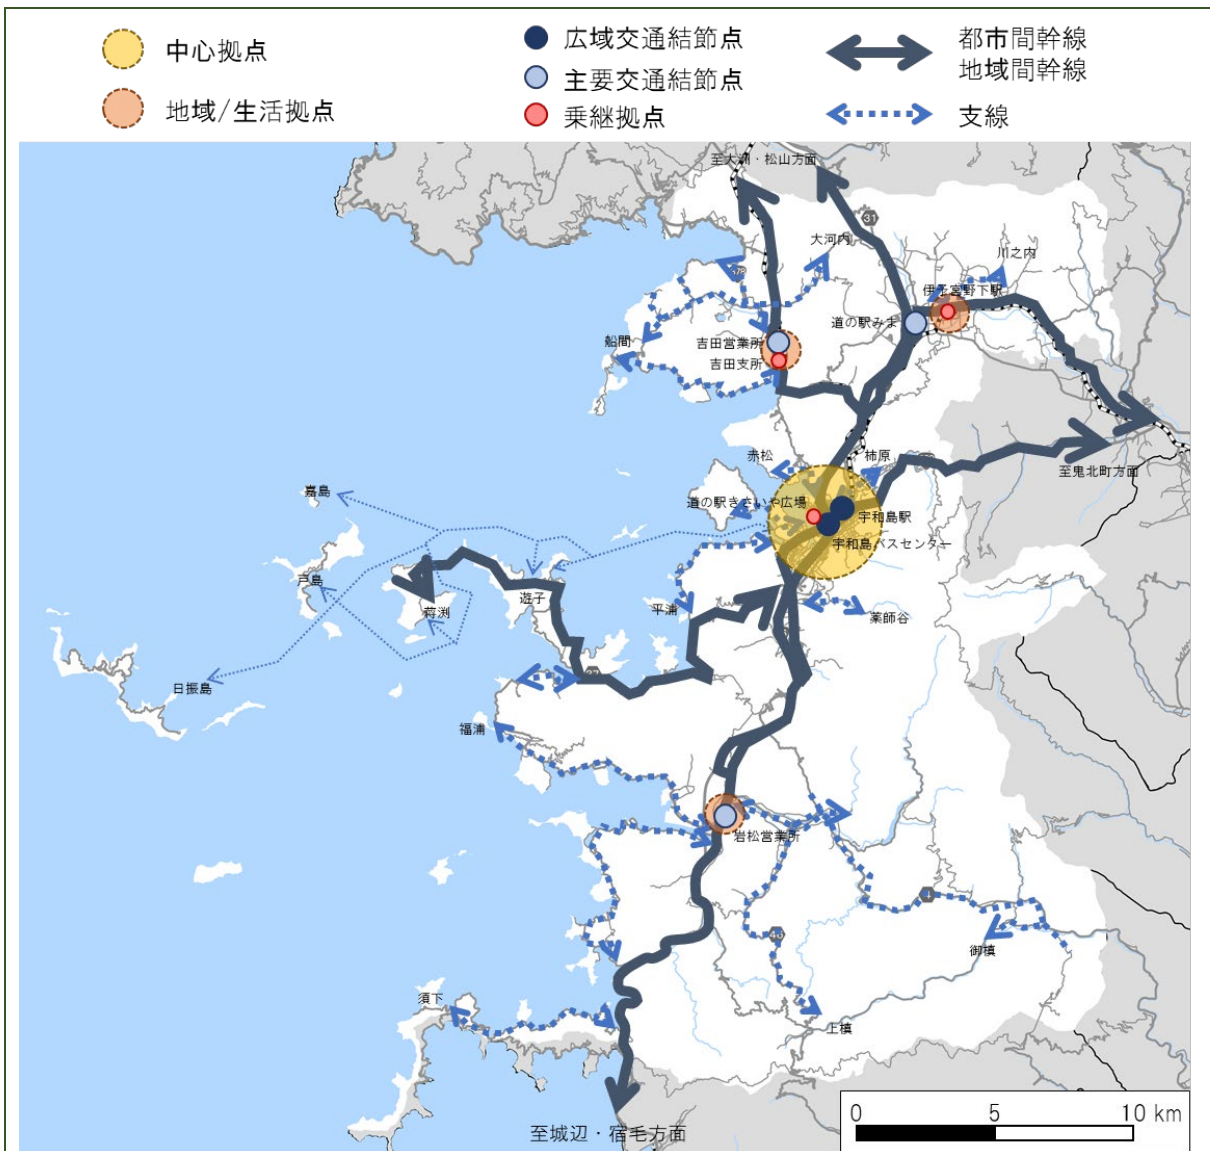 中心拠点
地域/生活拠点
広域交通結節点
主要交通結節点
乗継拠点
都市間幹線
地域間幹線
支線
至大洲・松山方面
31
大河内
川之内
378
伊予宮野下駅
道の駅みま
船間
吉田営業所
吉田支所
赤松
柿原
至鬼北町方面
嘉島
道の駅きさいや広場
宇和島駅
宇和島バスセンター
戸島
蒋渕
遊子
平浦
薬師谷
日振島
福浦
岩松営業所
4
46
御槙
須下
上槙
至城辺・宿毛方面
0
5
10 km